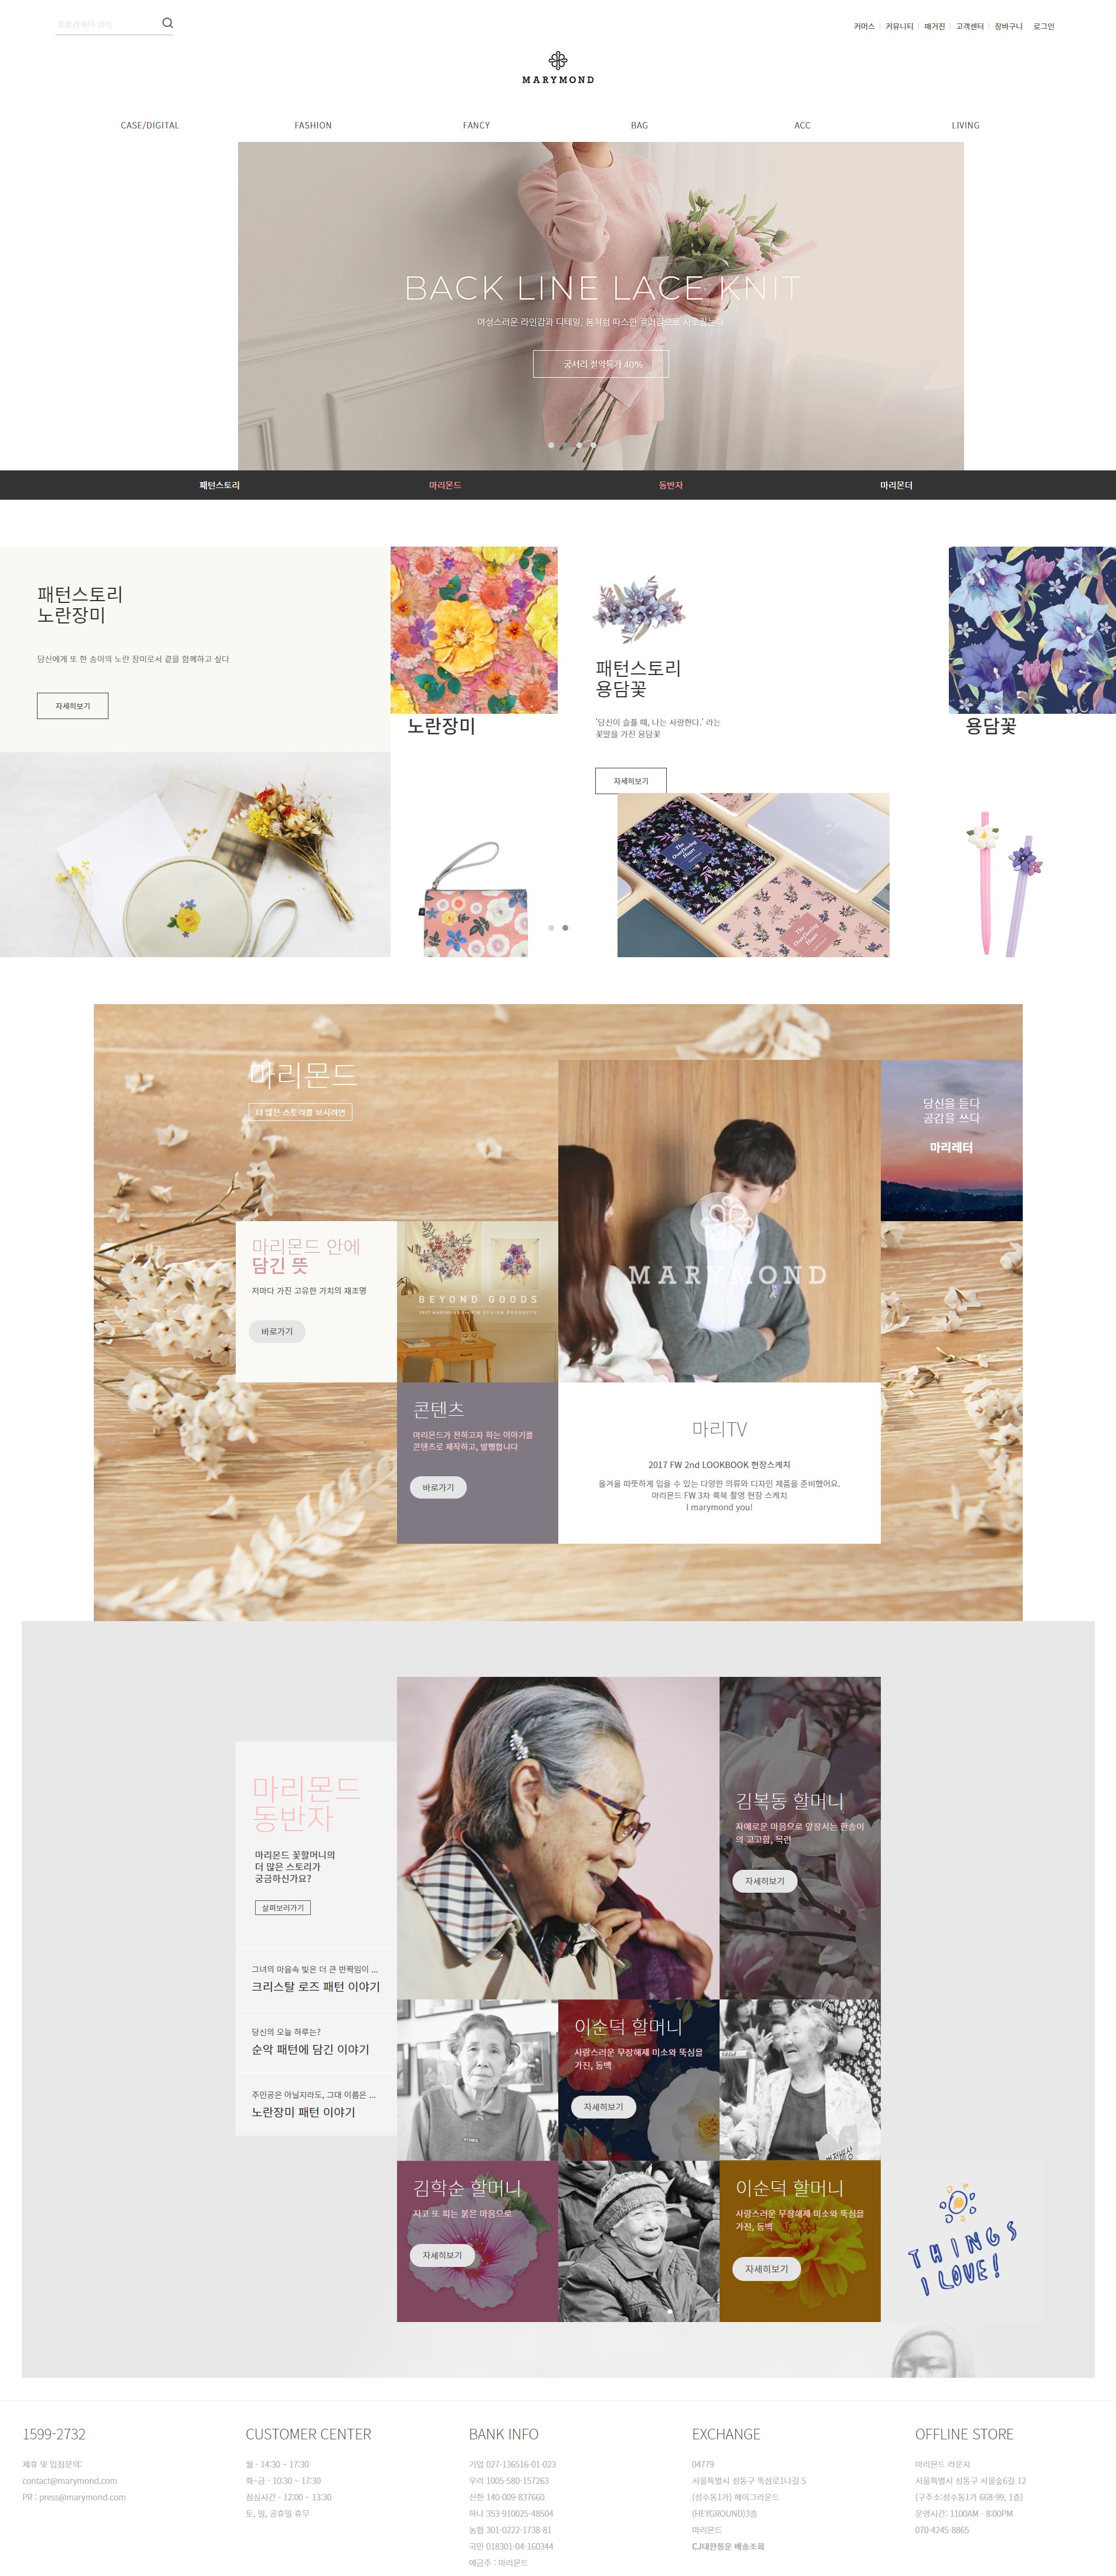 통합검색어 입력
커머스
커뮤니티
매거진
고객센터
장바구니
로그인
MARYMOND
CASE/DIGITAL
FASHION
FANCY
BAG
ACC
LIVING
BACK LINE LACE KNIT
여성스러운 라인감과 디테일, 봄처럼 따스한 컬러감으로 사로잡는다
궁서리 절약특가 40%
패턴스토리
마리몬드
동반자
마리몬더
패턴스토리
노란장미
당신에게 또 한 송이의 노란 장미로서 곁을 함께하고 싶다
자세히보기
노란장미
패턴스토리
용담꽃
'당신이 슬플 때, 나는 사랑한다.' 라는
꽃말을 가진 용담꽃
자세히보기
용담꽃
The
Overflowing
Heart
The
Overflowing
Heart
마리몬드
더 많은 스토리를 보시려면
당신을 듣다
공감을 쓰다
마리레터
MARYMOND
마리몬드 안에
담긴 뜻
저마다 가진 고유한 가치의 재조명
바로가기
BEYOND GOODS
콘텐츠
마리몬드가 전하고자 하는 이야기를
콘텐츠로 제작하고, 발행합니다
바로가기
마리TV
2017 FW 2nd LOOKBOOK 현장스케치
올겨울 따뜻하게 입을 수 있는 다양한 의류와 디자인 제품을 준비했어요.
마리몬드 FW 3차 룩북 촬영 현장 스케치
I marymond you!
마리몬드
동반자
마리몬드 꽃할머니의
더 많은 스토리가
궁금하신가요?
살펴보러가기
김복동 할머니
자애로운 마음으로 앞장서는 한송이
의 고고함, 목련
자세히보기
그녀의 마음속 빛은 더 큰 반짝임이 ...
크리스탈 로즈 패턴 이야기
당신의 오늘 하루는?
순악 패턴에 담긴 이야기
주인공은 아닐지라도, 그대 이름은 ...
노란장미 패턴 이야기
이순덕 할머니
사랑스러운 무장해제 미소와 뚝심을
가진, 동백
자세히보기
김학순 할머니
지고 또 피는 붉은 마음으로
자세히보기
이순덕 할머니
사랑스러운 무장해제 미소와 뚝심을
가진, 동백
자세히보기
THINGS
I LOVE!
1599-2732
제휴 및 입점문의:
contact@marymond.com
PR : press@marymond.com
CUSTOMER CENTER
월 - 14:30 ~ 17:30
화~금 - 10:30 ~ 17:30
점심시간 - 12:00 ~ 13:30
토, 일, 공휴일 휴무
BANK INFO
기업 027-136516-01-023
우리 1005-580-157263
신한 140-009-837660
하나 353-910025-48504
농협 301-0222-1738-81
국민 018301-04-160344
예금주 : 마리몬드
EXCHANGE
04779
서울특별시 성동구 뚝섬로1나길 5
(성수동1가) 헤이그라운드
(HEYGROUND)3층
마리몬드
CJ대한통운 배송조회
OFFLINE STORE
마리몬드 라운지
서울특별시 성동구 서울숲6길 12
(구주소:성수동1가 668-99, 1층)
운영시간: 1100AM - 8:00PM
070-4245-8865